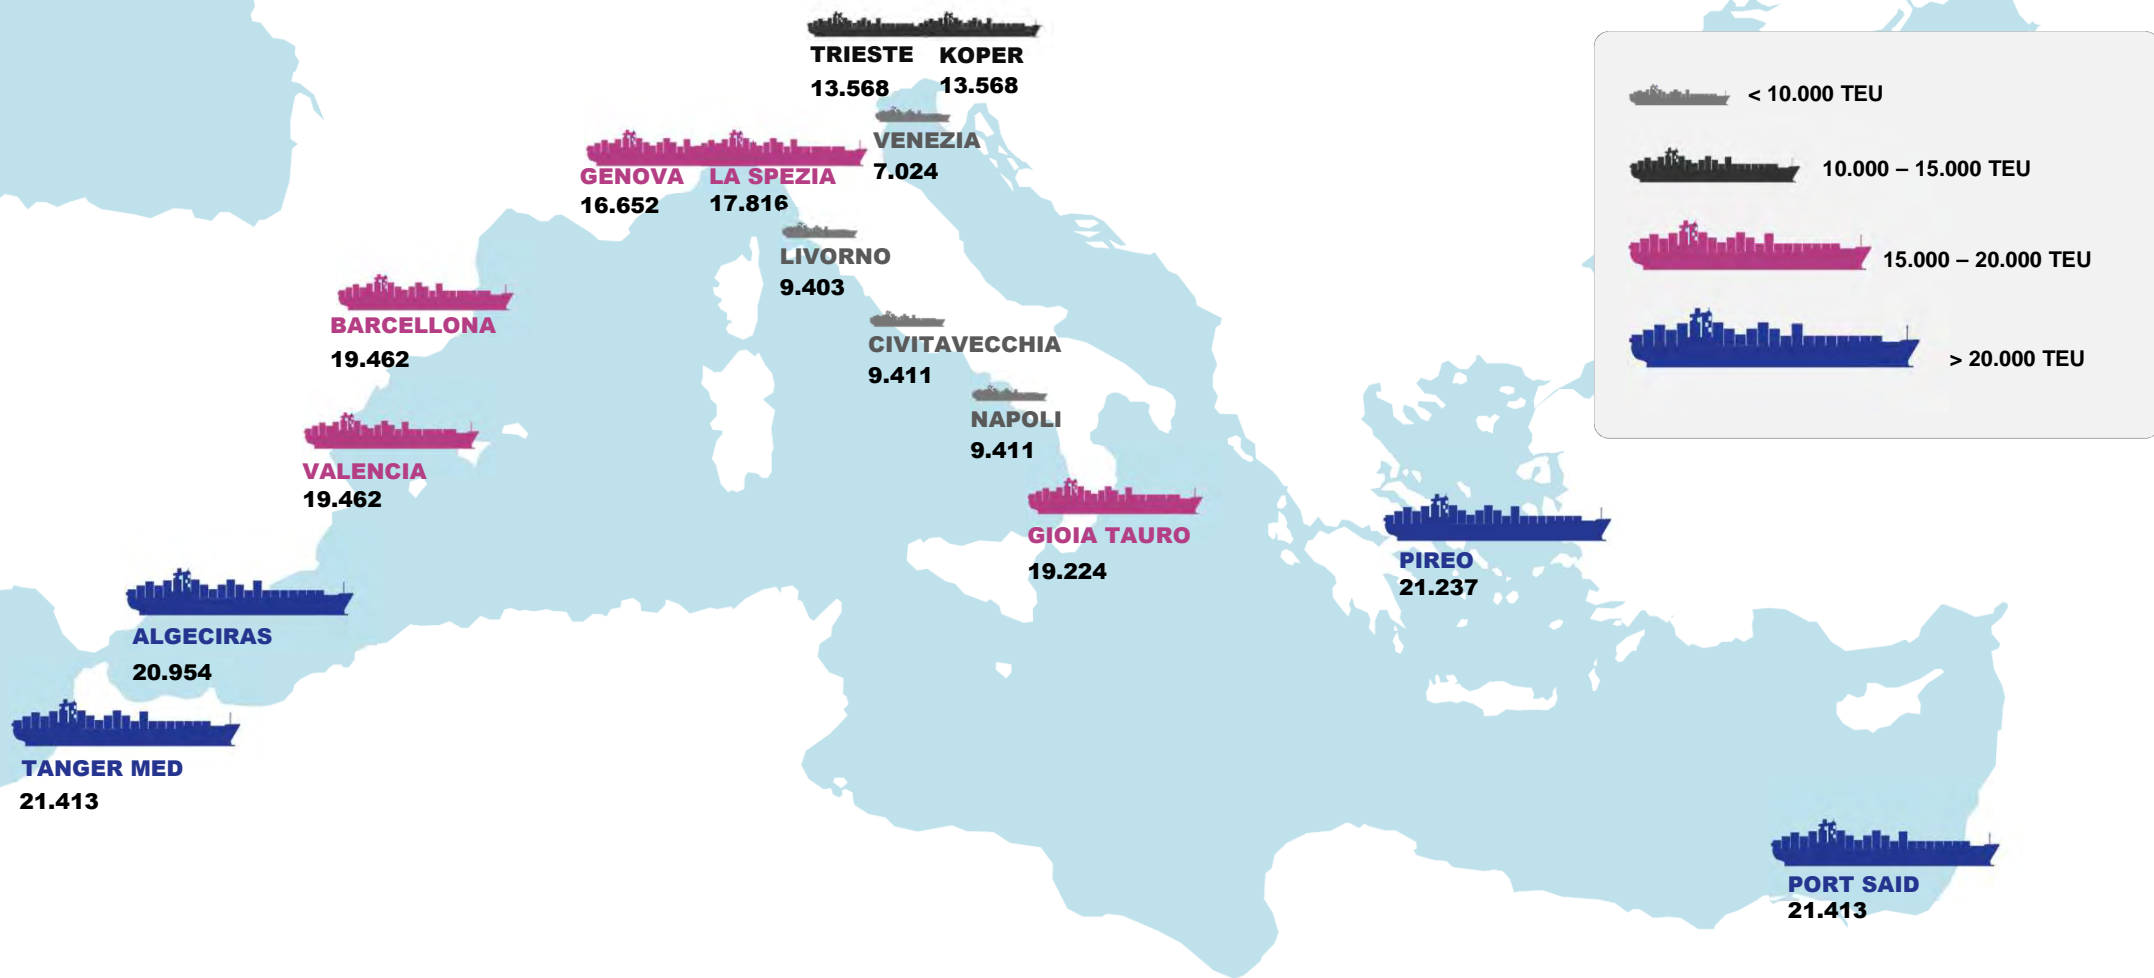 TRIESTE
13.568
KOPER
13.568
VENEZIA
7.024
GENOVA
16.652
LA SPEZIA
17.816
LIVORNO
9.403
BARCELLONA
19.462
CIVITAVECCHIA
9.411
NAPOLI
9.411
VALENCIA
19.462
GIOIA TAURO
19.224
PIREO
21.237
ALGECIRAS
20.954
TANGER MED
21.413
PORT SAID
21.413
< 10.000 TEU
10.000 – 15.000 TEU
15.000 – 20.000 TEU
> 20.000 TEU